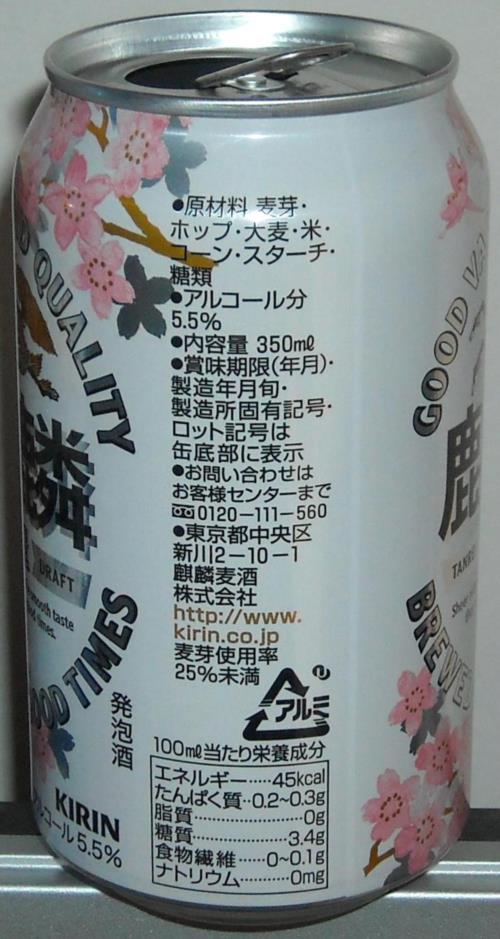 QUALITY
麟
DRAFT
smooth taste
GOOD TIMES
発泡酒
KIRIN
アルコール5.5%
●原材料 麦芽・
ホップ・大麦・米・
コーン・スターチ・
糖類
●アルコール分
5.5%
●内容量 350㎖
●賞味期限(年月)・
製造年月旬・
製造所固有記号・
ロット記号は
缶底部に表示
●お問い合わせは
お客様センターまで
0120-111-560
●東京都中央区
新川2-10-1
麒麟麦酒
株式会社
http://www.
kirin.co.jp
麦芽使用率
25%未満
アルミ
100㎖当たり栄養成分
エネルギー……45kcal
たんぱく質…0.2~0.3g
脂質……………0g
糖質……………3.4g
食物繊維……0~0.1g
ナトリウム……0mg
GOOD
BREWED